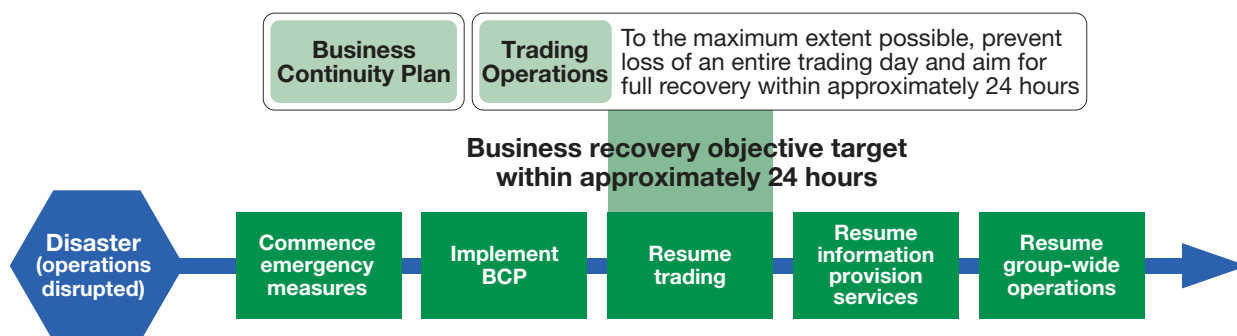 Business
Continuity Plan
Trading
Operations
To the maximum extent possible, prevent
loss of an entire trading day and aim for
full recovery within approximately 24 hours
Business recovery objective target
within approximately 24 hours
Disaster
(operations
disrupted)
Commence
emergency
measures
Implement
BCP
Resume
trading
Resume
information
provision
services
Resume
group-wide
operations